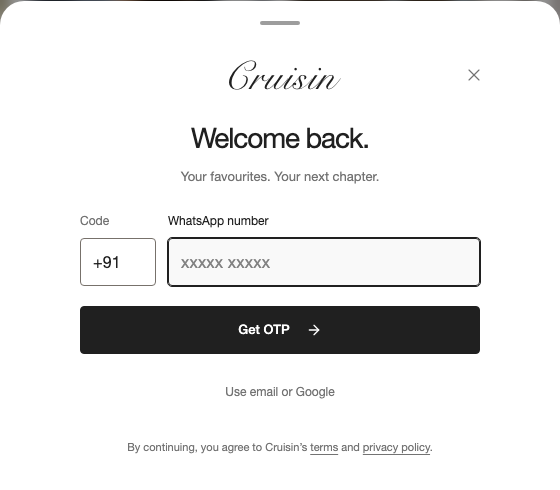 Cruisin
Welcome back.
Your favourites. Your next chapter.
Code
WhatsApp number
+91
xxxxx xxxxx
Get OTP →
Use email or Google
By continuing, you agree to Cruisin's terms and privacy policy.